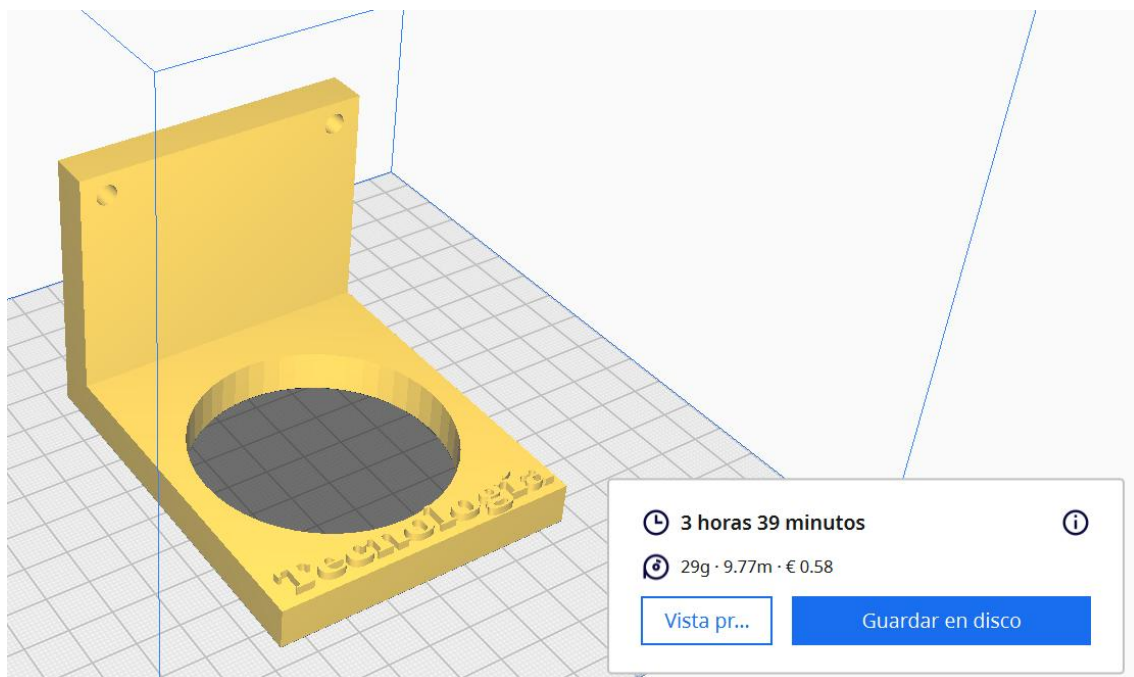 Tecnología
3 horas 39 minutos
29g · 9.77m · € 0.58
Vista pr...
Guardar en disco